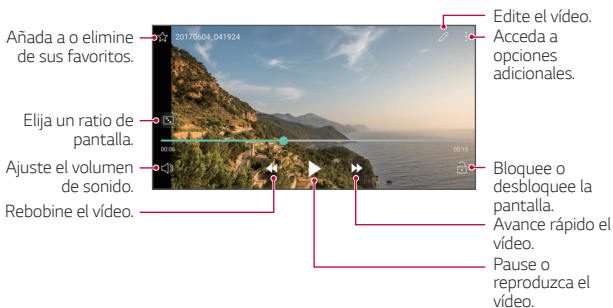 Añada a o elimine
de sus favoritos.
Elija un ratio de
pantalla.
Ajuste el volumen
de sonido.
Rebobine el vídeo.
20170604_041924
00:06
00:15
Edite el vídeo.
Acceda a
opciones
adicionales.
Bloquee o
desbloquee la
pantalla.
Avance rápido el
vídeo.
Pause o
reproduzca el
vídeo.